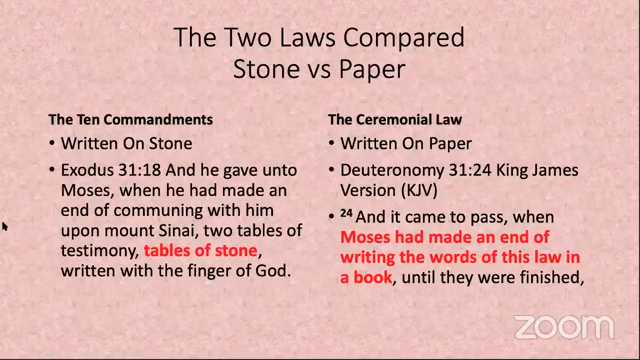 The Two Laws Compared
Stone vs Paper
The Ten Commandments
• Written On Stone
• Exodus 31:18 And he gave unto
Moses, when he had made an
end of communing with him
upon mount Sinai, two tables of
testimony, tables of stone,
written with the finger of God.
The Ceremonial Law
• Written On Paper
• Deuteronomy 31:24 King James
Version (KJV)
• 24 And it came to pass, when
Moses had made an end of
writing the words of this law in
a book, until they were finished,
zoom